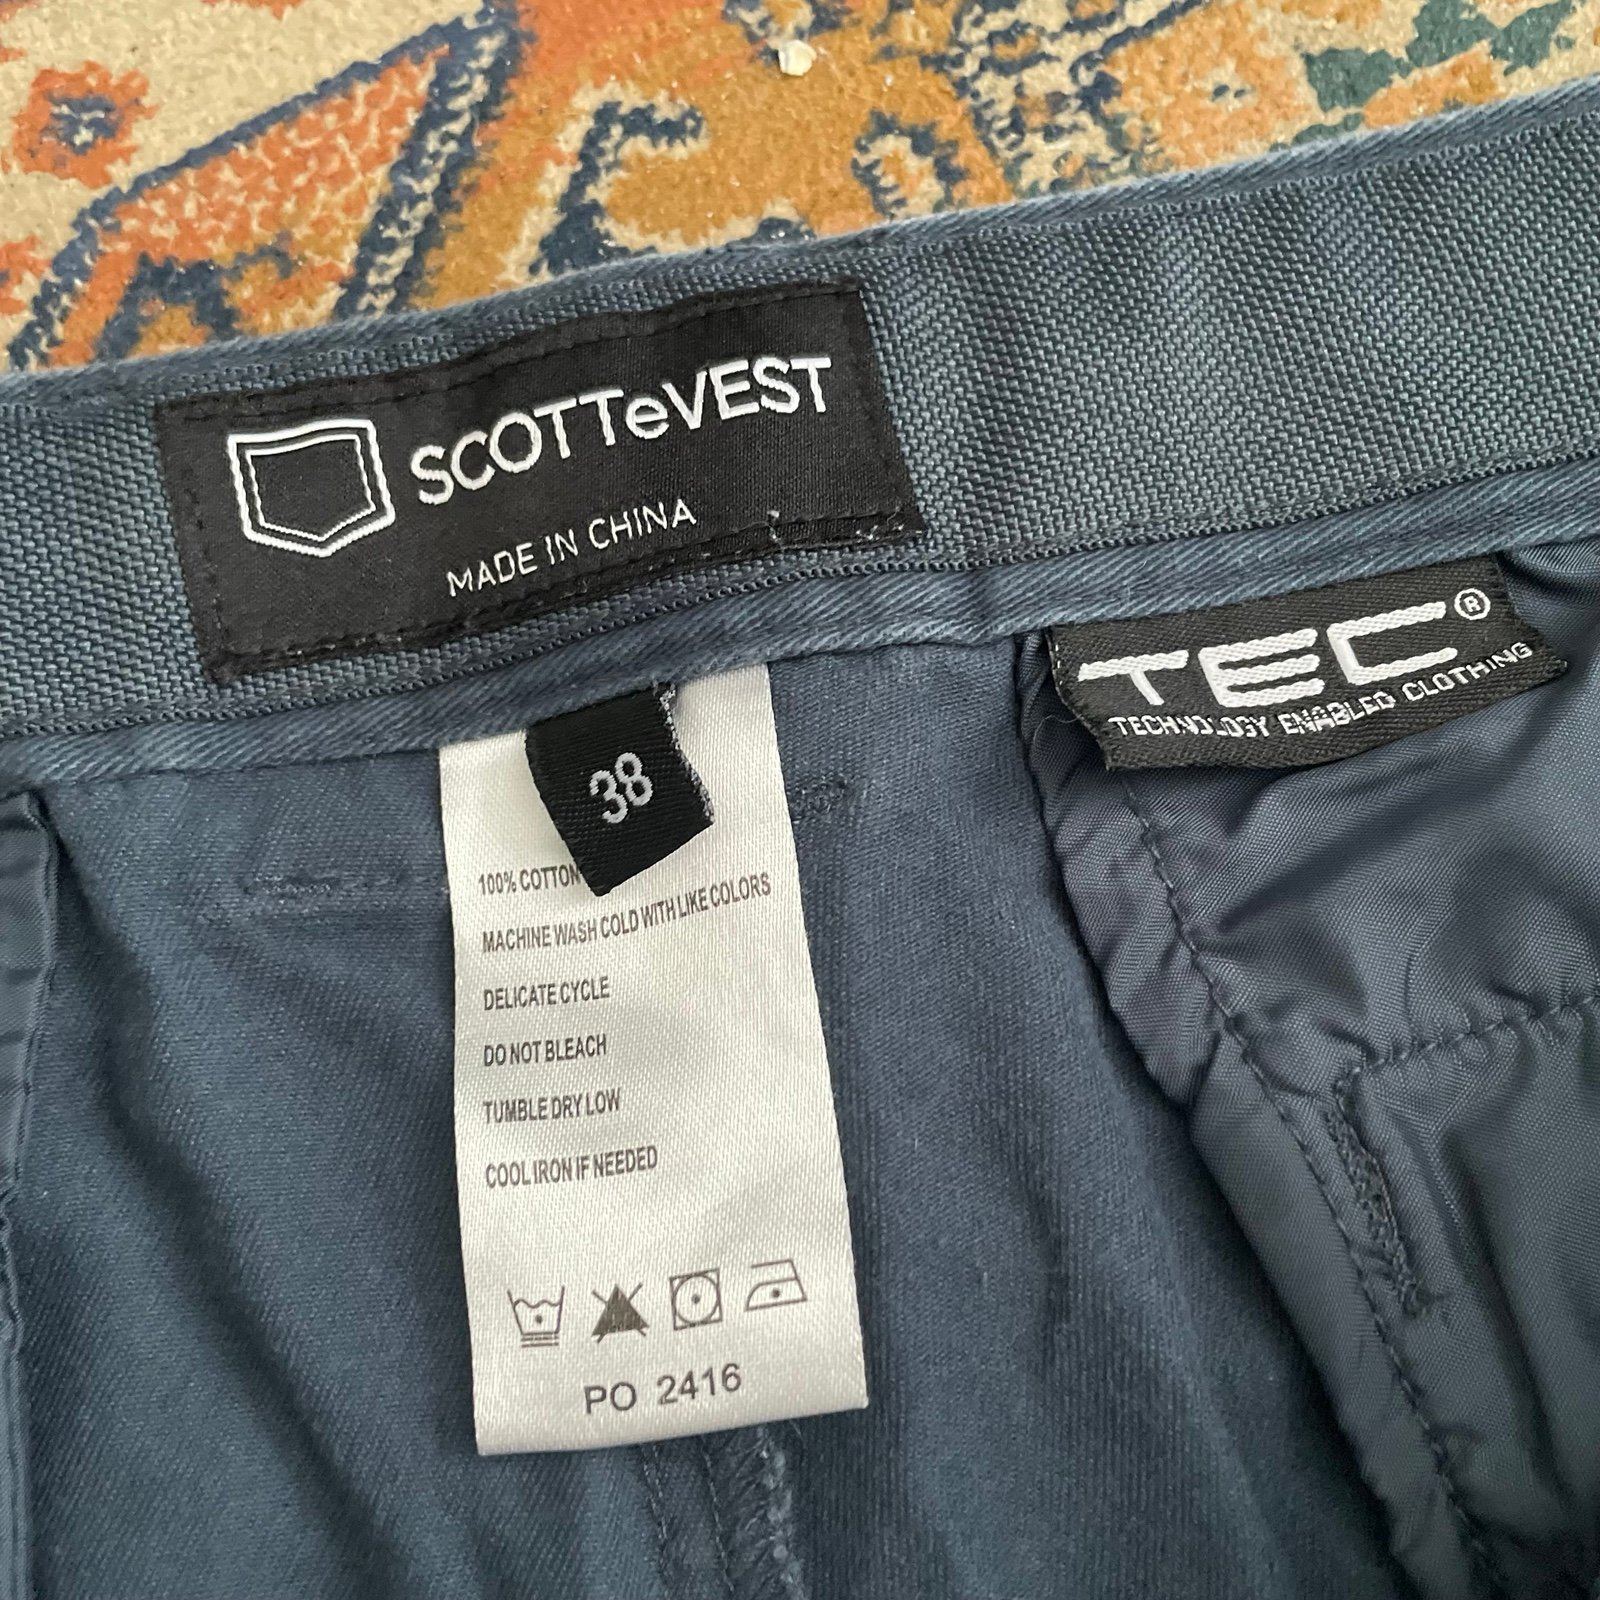 SCOTTeVEST
MADE IN CHINA
TEC®
TECHNOLOGY ENABLED CLOTHING
38
100% COTTON
MACHINE WASH COLD WITH LIKE COLORS
DELICATE CYCLE
DO NOT BLEACH
TUMBLE DRY LOW
COOL IRON IF NEEDED
PO 2416